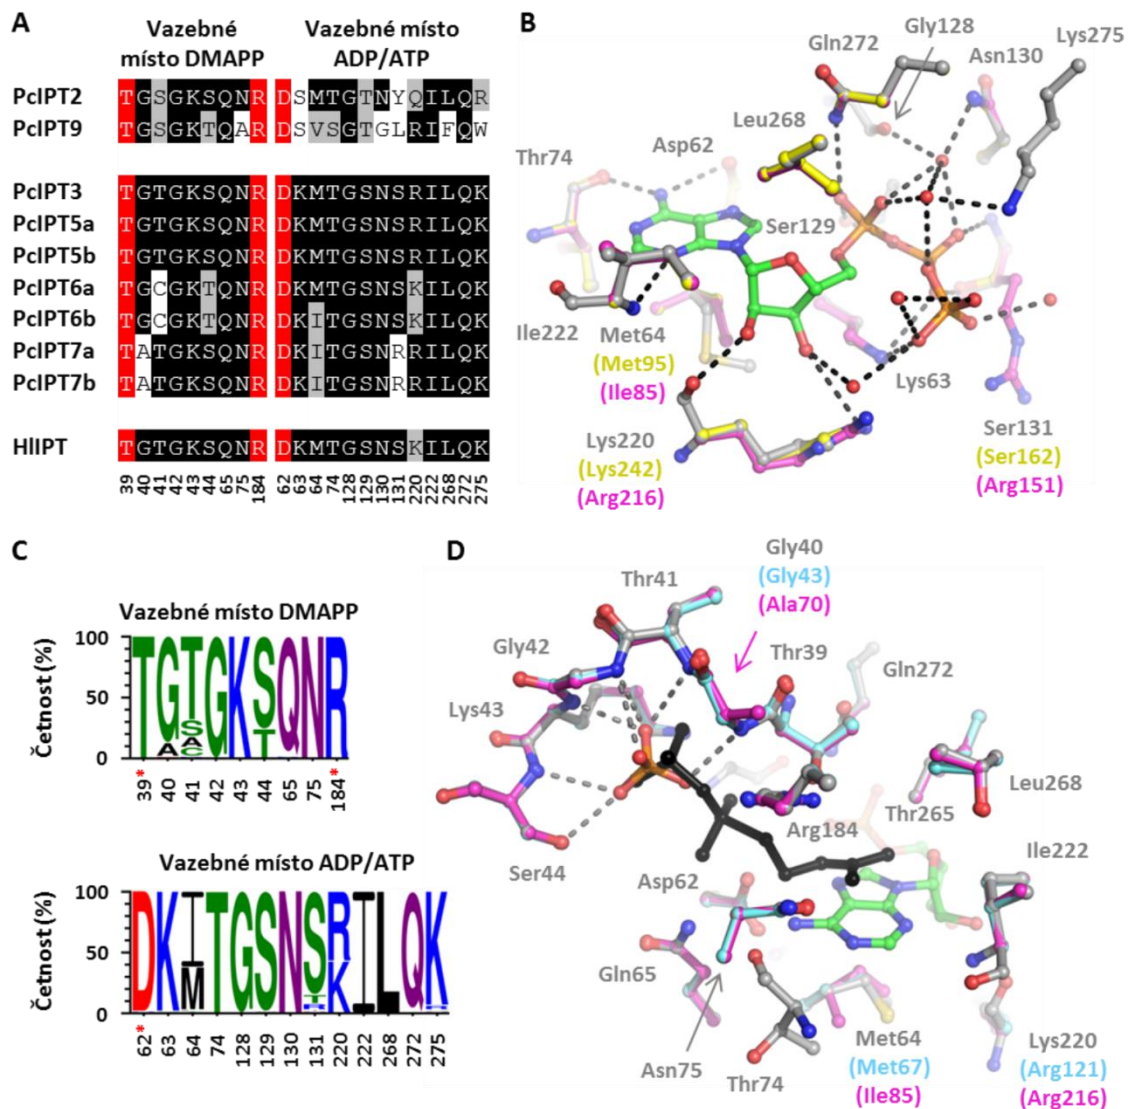 A
Vazebné
místo DMAPP
Vazebné místo
ADP/ATP
PcIPT2 TGSGKSQNR DSMTGTNYQILQR
PcIPT9 TGSGKTQAR DSVSGTGLRIFQW
PcIPT3 TGTGKSQNR DKMTGSNSRILQK
PcIPT5a TGTGKSQNR DKMTGSNSRILQK
PcIPT5b TGTGKSQNR DKMTGSNSRILQK
PcIPT6a TGCGKTQNR DKMTGSNSKILQK
PcIPT6b TGCGKTQNR DKITGSNSKILQK
PcIPT7a TATGKSQNR DKITGSNRRILQK
PcIPT7b TATGKSQNR DKITGSNRRILQK
HlIPT TGTGKSQNR DKMTGSNSKILQK
39 40 41 42 43 44 65 75 184 62 63 64 74 128 129 130 131 220 222 268 272 275
B
Gly128
Gln272
Lys275
Asn130
Leu268
Asp62
Thr74
Ser129
Ile222
Met64
(Met95)
(Ile85)
Lys63
Lys220
(Lys242)
(Arg216)
Ser131
(Ser162)
(Arg151)
C
Vazebné místo DMAPP
Četnost (%)
100
50
0
TGTGKSQNR
A S T
A
C
39* 40 41 42 43 44 65 75 184*
Vazebné místo ADP/ATP
Četnost (%)
100
50
0
DKITGSNSRILQK
M K
62* 63 64 74 128 129 130 131 220 222 268 272 275
D
Gly40
(Gly43)
(Ala70)
Thr41
Gly42
Thr39
Gln272
Lys43
Leu268
Arg184
Thr265
Ser44
Ile222
Asp62
Gln65
Asn75
Thr74
Met64
(Met67)
(Ile85)
Lys220
(Arg121)
(Arg216)